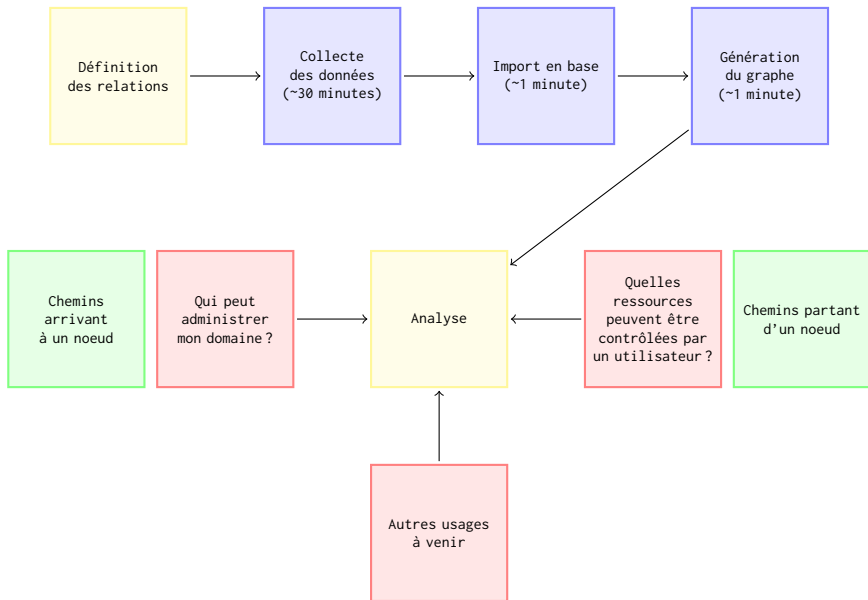 Définition
des relations
Collecte
des données
(~30 minutes)
Import en base
(~1 minute)
Génération
du graphe
(~1 minute)
Chemins
arrivant
à un noeud
Qui peut
administrer
mon domaine ?
Analyse
Quelles
ressources
peuvent être
contrôlées par
un utilisateur ?
Chemins partant
d'un noeud
Autres usages
à venir